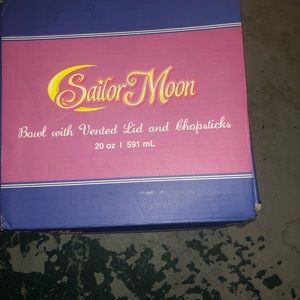 Sailor Moon
Bowl with Vented Lid and Chopsticks
20 oz | 591 mL